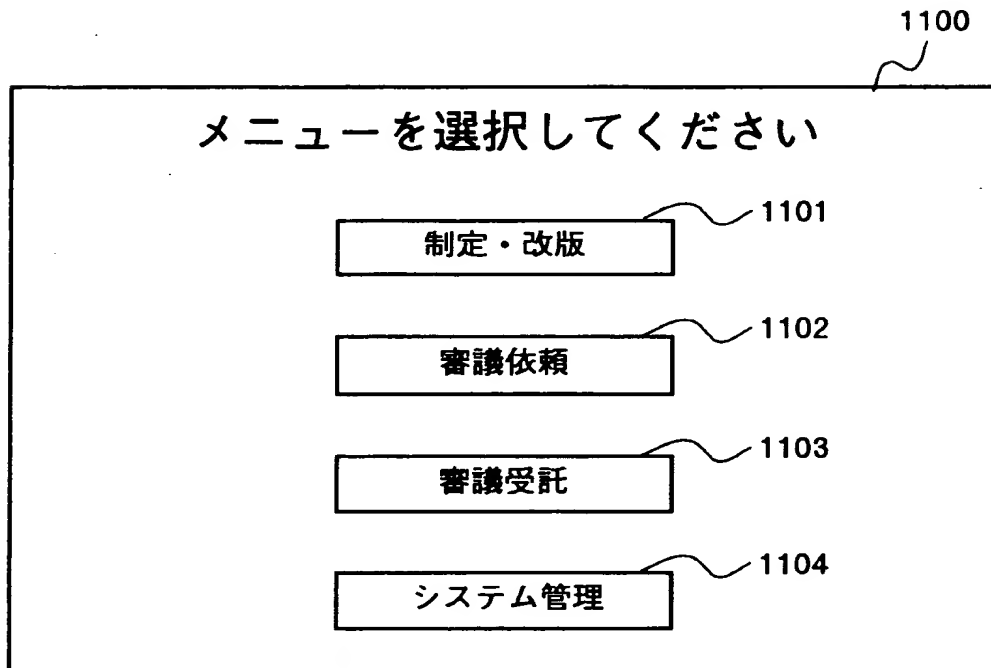 1100
メニューを選択してください
1101
制定・改版
1102
審議依頼
1103
審議受託
1104
システム管理